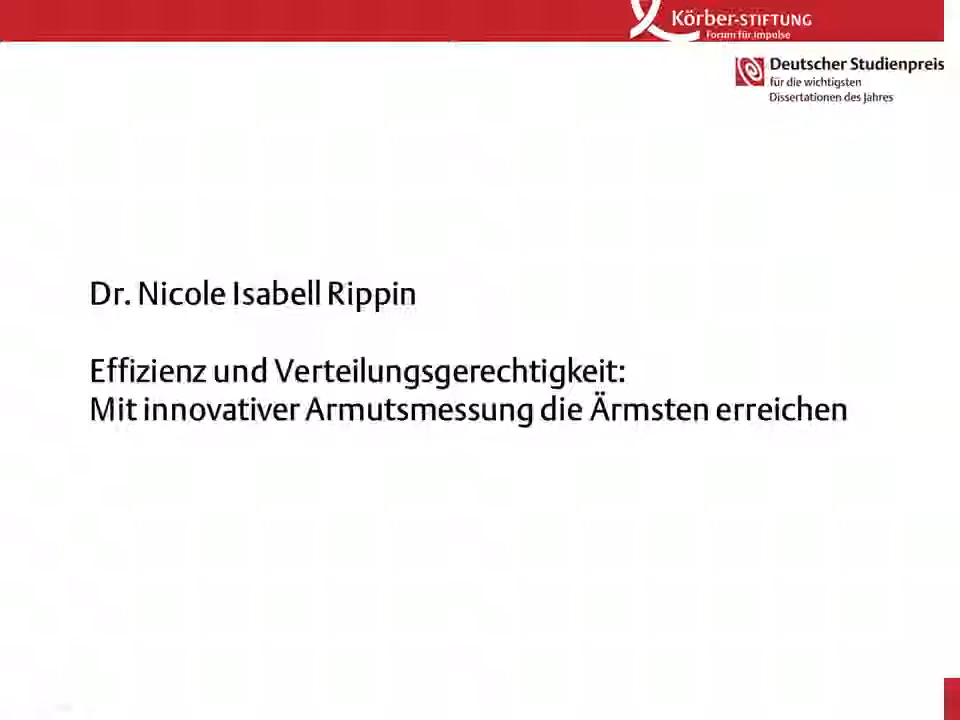 Körber-STIFTUNG
Forum für Impulse
Deutscher Studienpreis
für die wichtigsten
Dissertationen des Jahres
Dr. Nicole Isabell Rippin
Effizienz und Verteilungsgerechtigkeit:
Mit innovativer Armutsmessung die Ärmsten erreichen